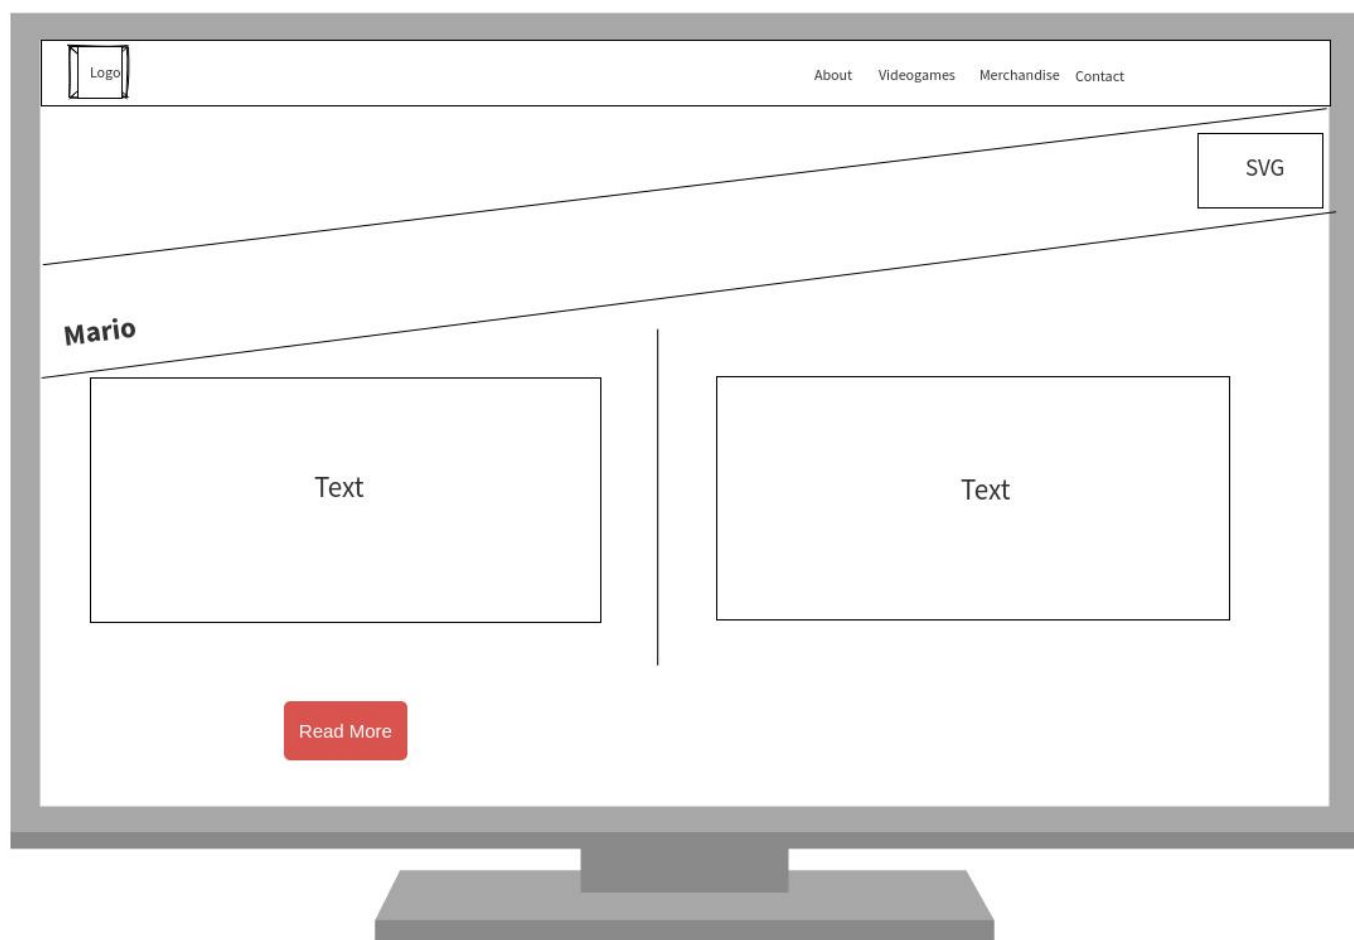 Logo
About Videogames Merchandise Contact
SVG
Mario
Text
Text
Read More